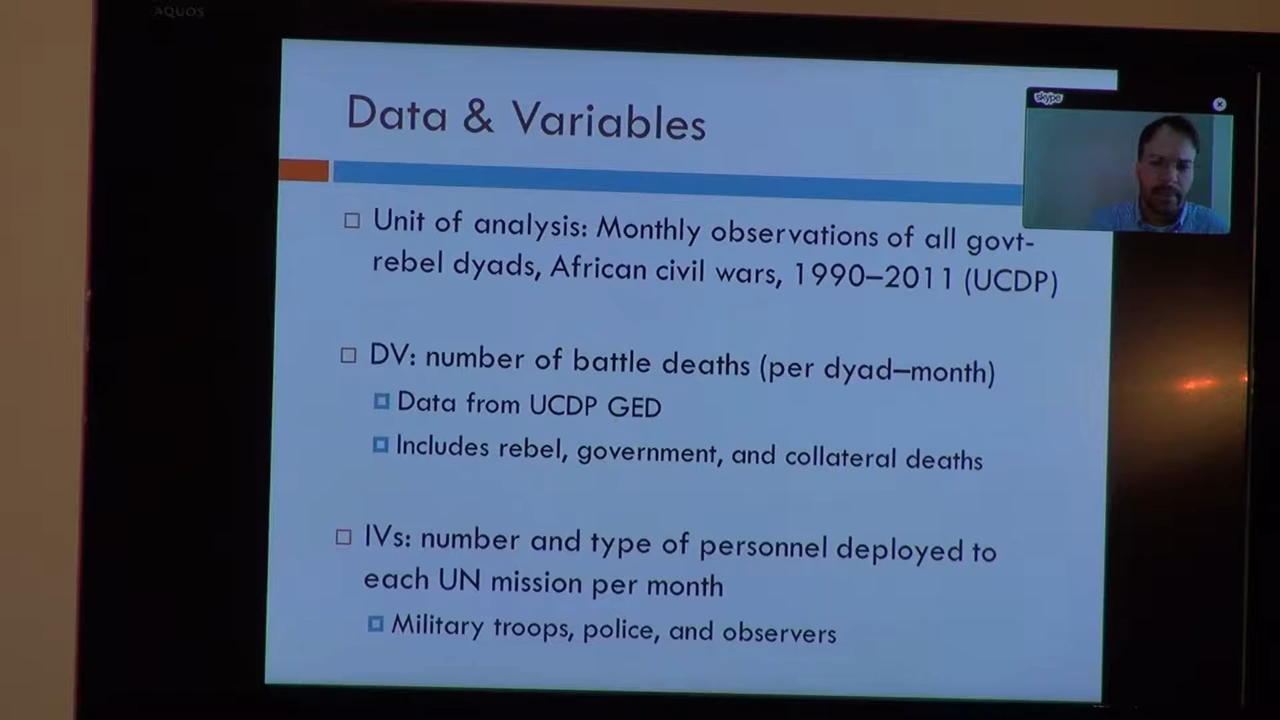 AQUOS
Data & Variables
skype
Unit of analysis: Monthly observations of all govt-
rebel dyads, African civil wars, 1990–2011 (UCDP)
DV: number of battle deaths (per dyad–month)
Data from UCDP GED
Includes rebel, government, and collateral deaths
IVs: number and type of personnel deployed to
each UN mission per month
Military troops, police, and observers